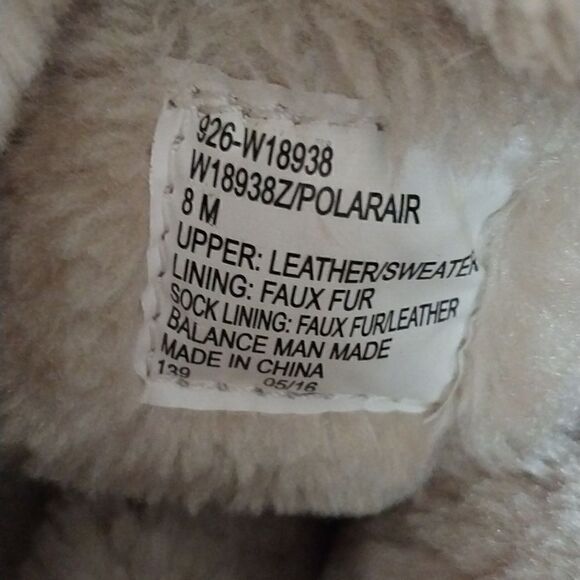 926-W18938
W18938Z/POLARAIR
8 M
UPPER: LEATHER/SWEATER
LINING: FAUX FUR
SOCK LINING: FAUX FUR/LEATHER
BALANCE MAN MADE
MADE IN CHINA
139 05/16